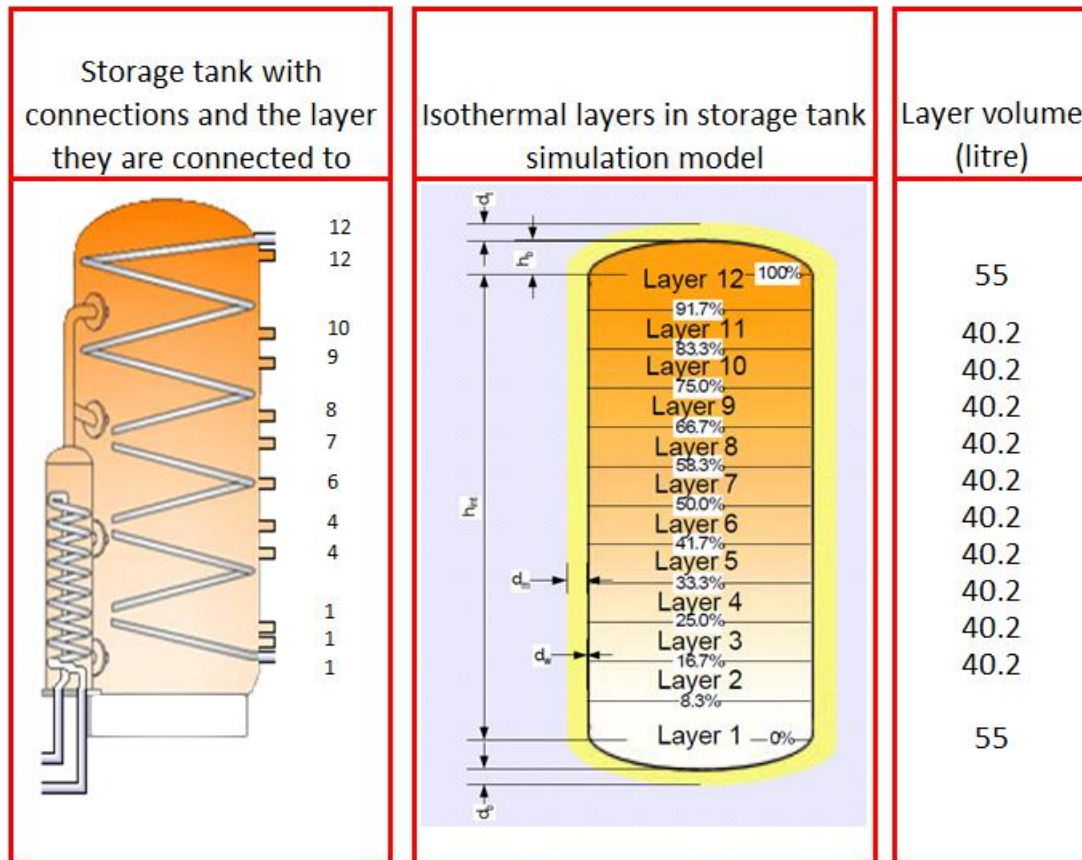 Storage tank with
connections and the layer
they are connected to
12
12
10
9
8
7
6
4
4
1
1
1
Isothermal layers in storage tank
simulation model
Layer 12
100%
91.7%
Layer 11
83.3%
Layer 10
75.0%
Layer 9
66.7%
Layer 8
58.3%
Layer 7
50.0%
Layer 6
41.7%
Layer 5
33.3%
Layer 4
25.0%
Layer 3
16.7%
Layer 2
8.3%
Layer 1
0%
h_b
h_int
d_m
d_w
Layer volume
(litre)
55
40.2
40.2
40.2
40.2
40.2
40.2
40.2
40.2
40.2
40.2
55